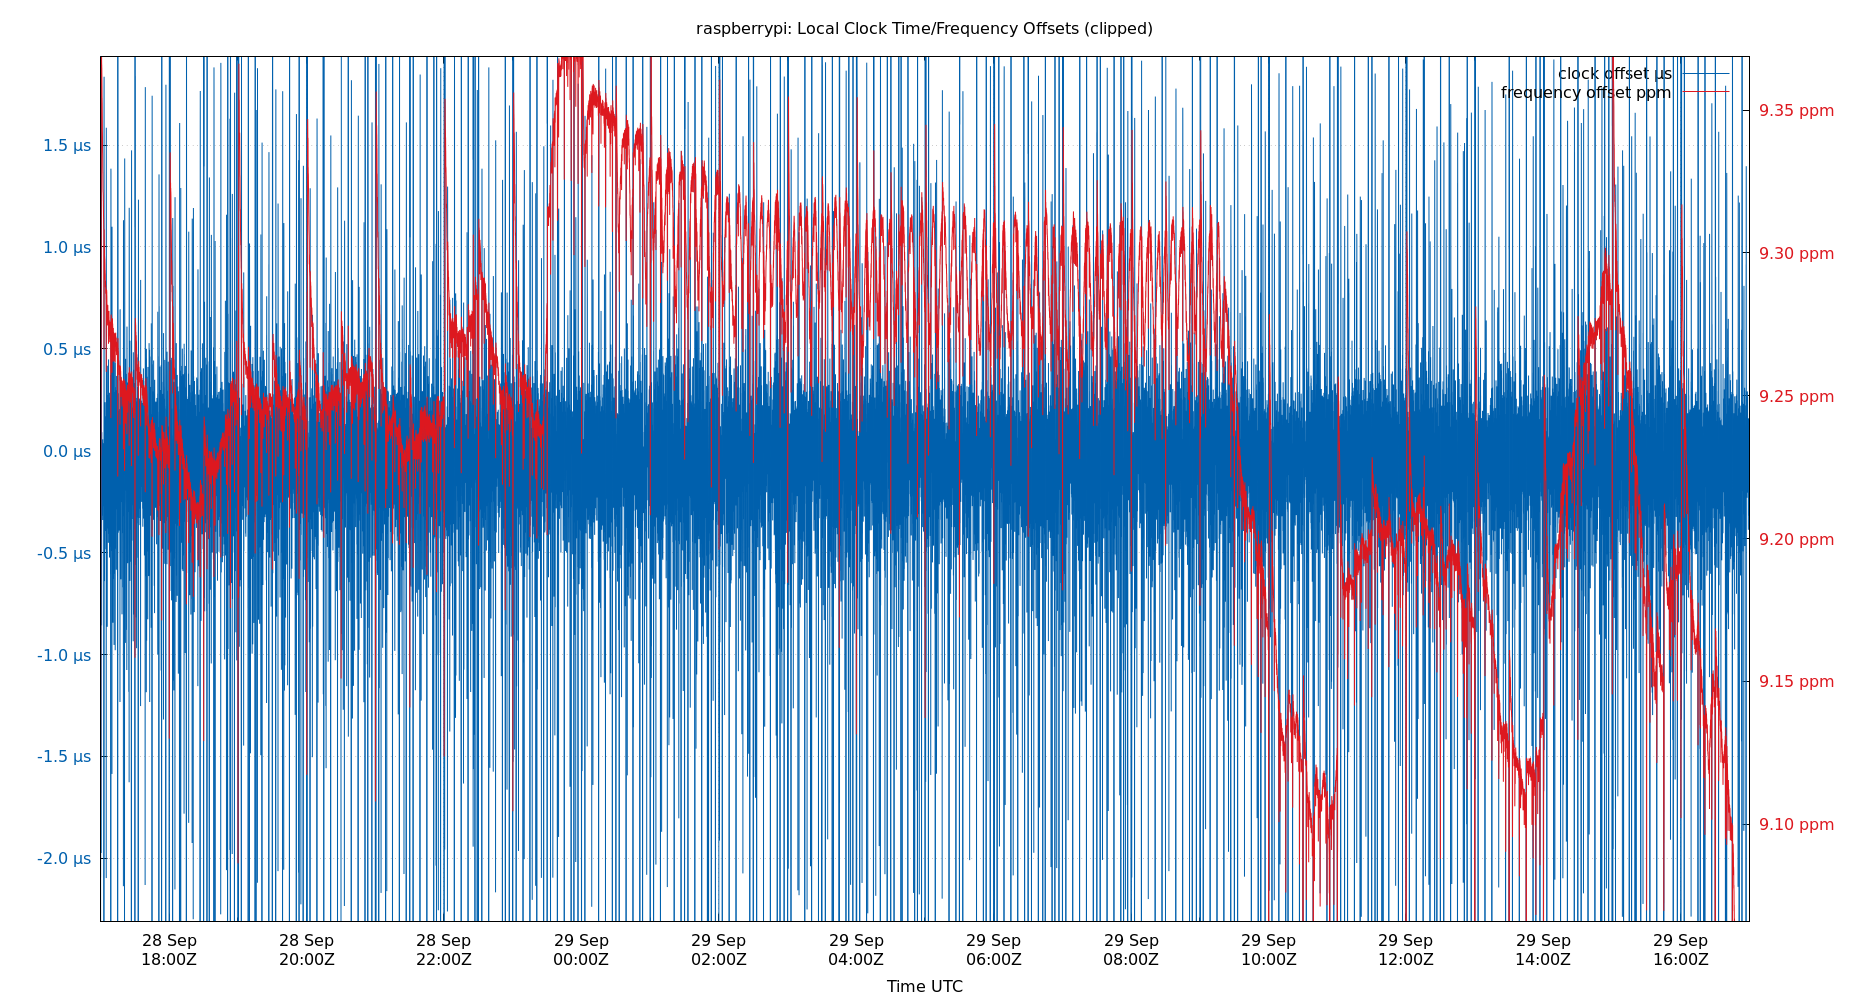 raspberrypi: Local Clock Time/Frequency Offsets (clipped)
clock offset µs
frequency offset ppm
1.5 µs
1.0 µs
0.5 µs
0.0 µs
-0.5 µs
-1.0 µs
-1.5 µs
-2.0 µs
9.35 ppm
9.30 ppm
9.25 ppm
9.20 ppm
9.15 ppm
9.10 ppm
28 Sep 28 Sep 28 Sep 29 Sep 29 Sep 29 Sep 29 Sep 29 Sep 29 Sep 29 Sep 29 Sep 29 Sep
18:00Z 20:00Z 22:00Z 00:00Z 02:00Z 04:00Z 06:00Z 08:00Z 10:00Z 12:00Z 14:00Z 16:00Z
Time UTC